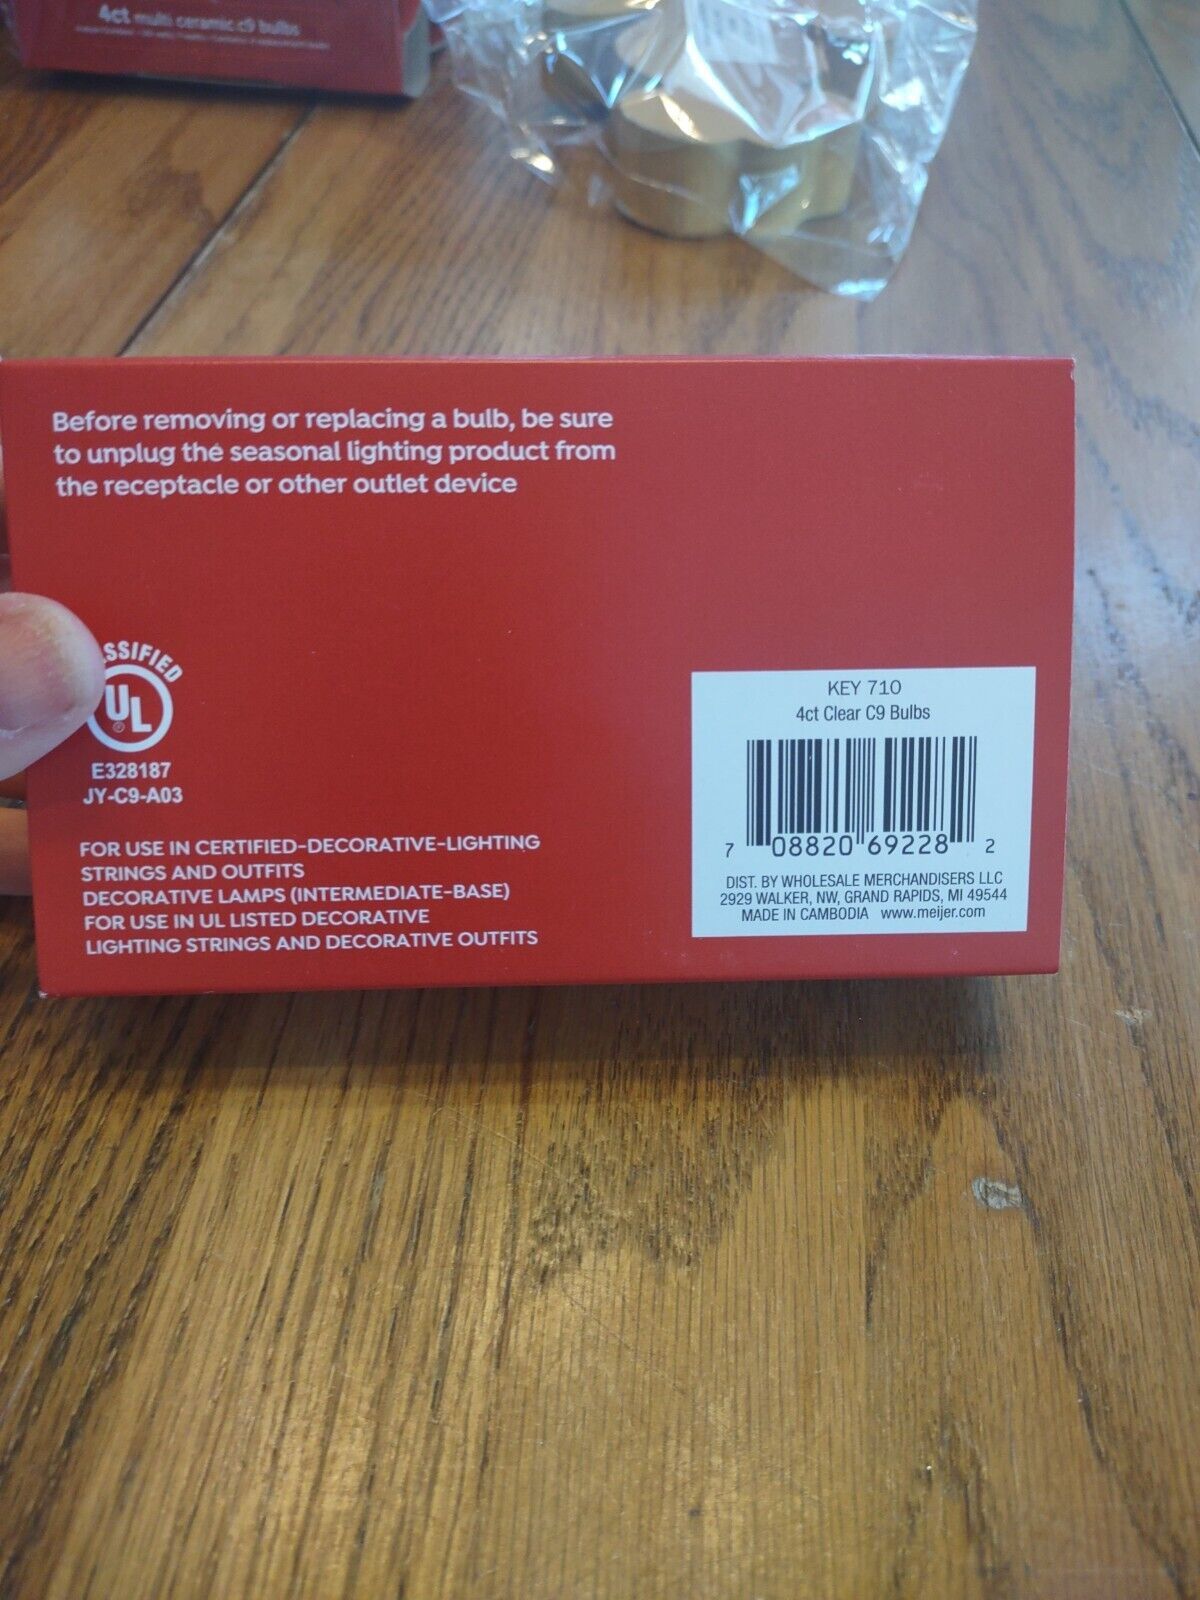 4ct multi ceramic c9 bulbs
Before removing or replacing a bulb, be sure
to unplug the seasonal lighting product from
the receptacle or other outlet device
SSIFIED
UL
®
E328187
JY-C9-A03
FOR USE IN CERTIFIED-DECORATIVE-LIGHTING
STRINGS AND OUTFITS
DECORATIVE LAMPS (INTERMEDIATE-BASE)
FOR USE IN UL LISTED DECORATIVE
LIGHTING STRINGS AND DECORATIVE OUTFITS
KEY 710
4ct Clear C9 Bulbs
7 08820 69228 2
DIST. BY WHOLESALE MERCHANDISERS LLC
2929 WALKER, NW, GRAND RAPIDS, MI 49544
MADE IN CAMBODIA www.meijer.com